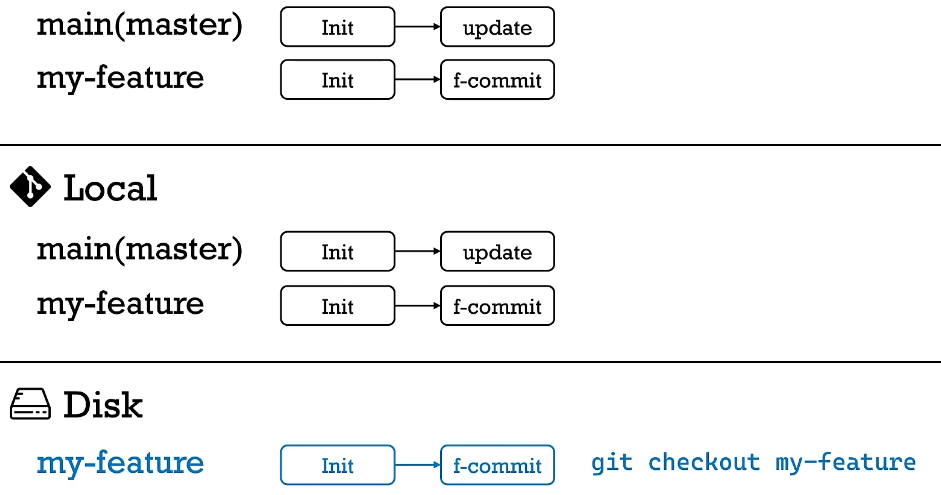 main(master) Init update
my-feature Init f-commit
Local
main(master) Init update
my-feature Init f-commit
Disk
my-feature Init f-commit git checkout my-feature